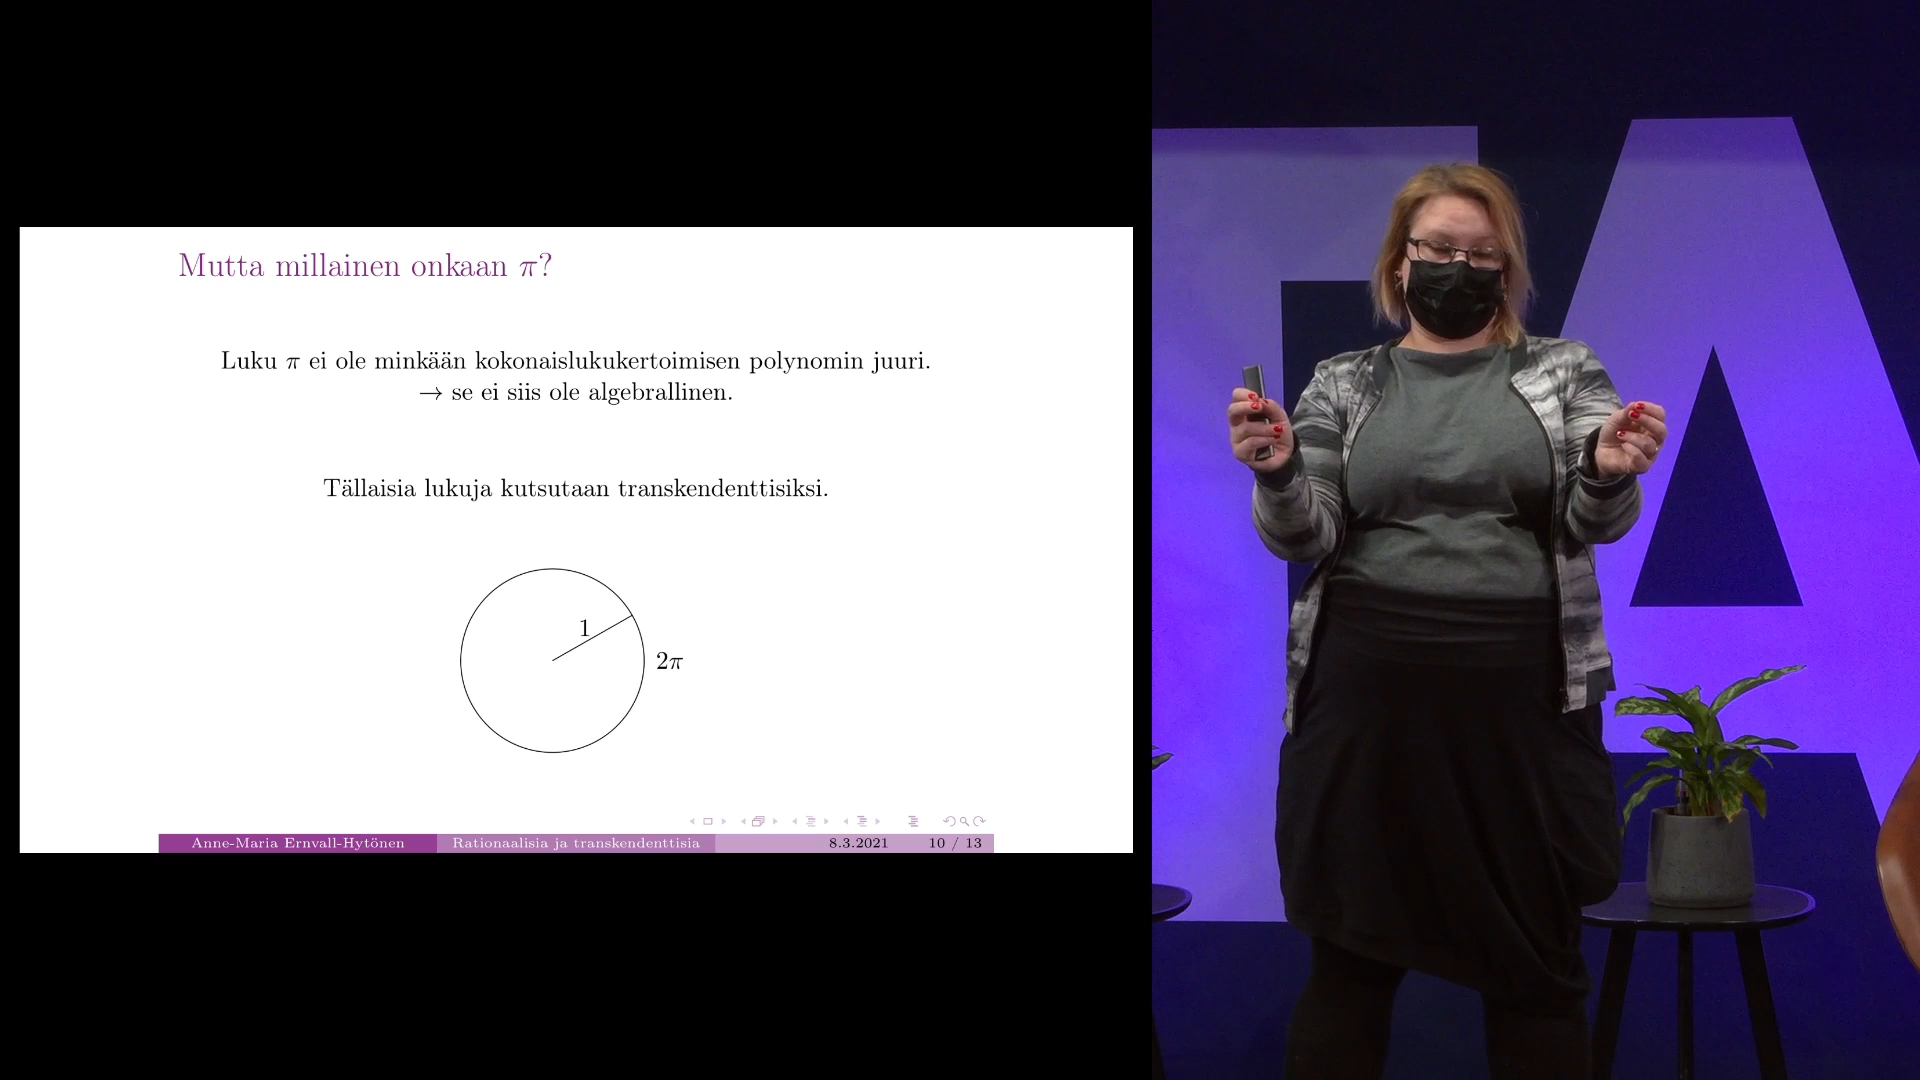 Mutta millainen onkaan π?
Luku π ei ole minkään kokonaislukukertoimisen polynomin juuri.
→ se ei siis ole algebrallinen.
Tällaisia lukuja kutsutaan transkendenttisiksi.
1
2π
Anne-Maria Ernvall-Hytönen Rationaalisia ja transkendenttisia 8.3.2021 10 / 13
A